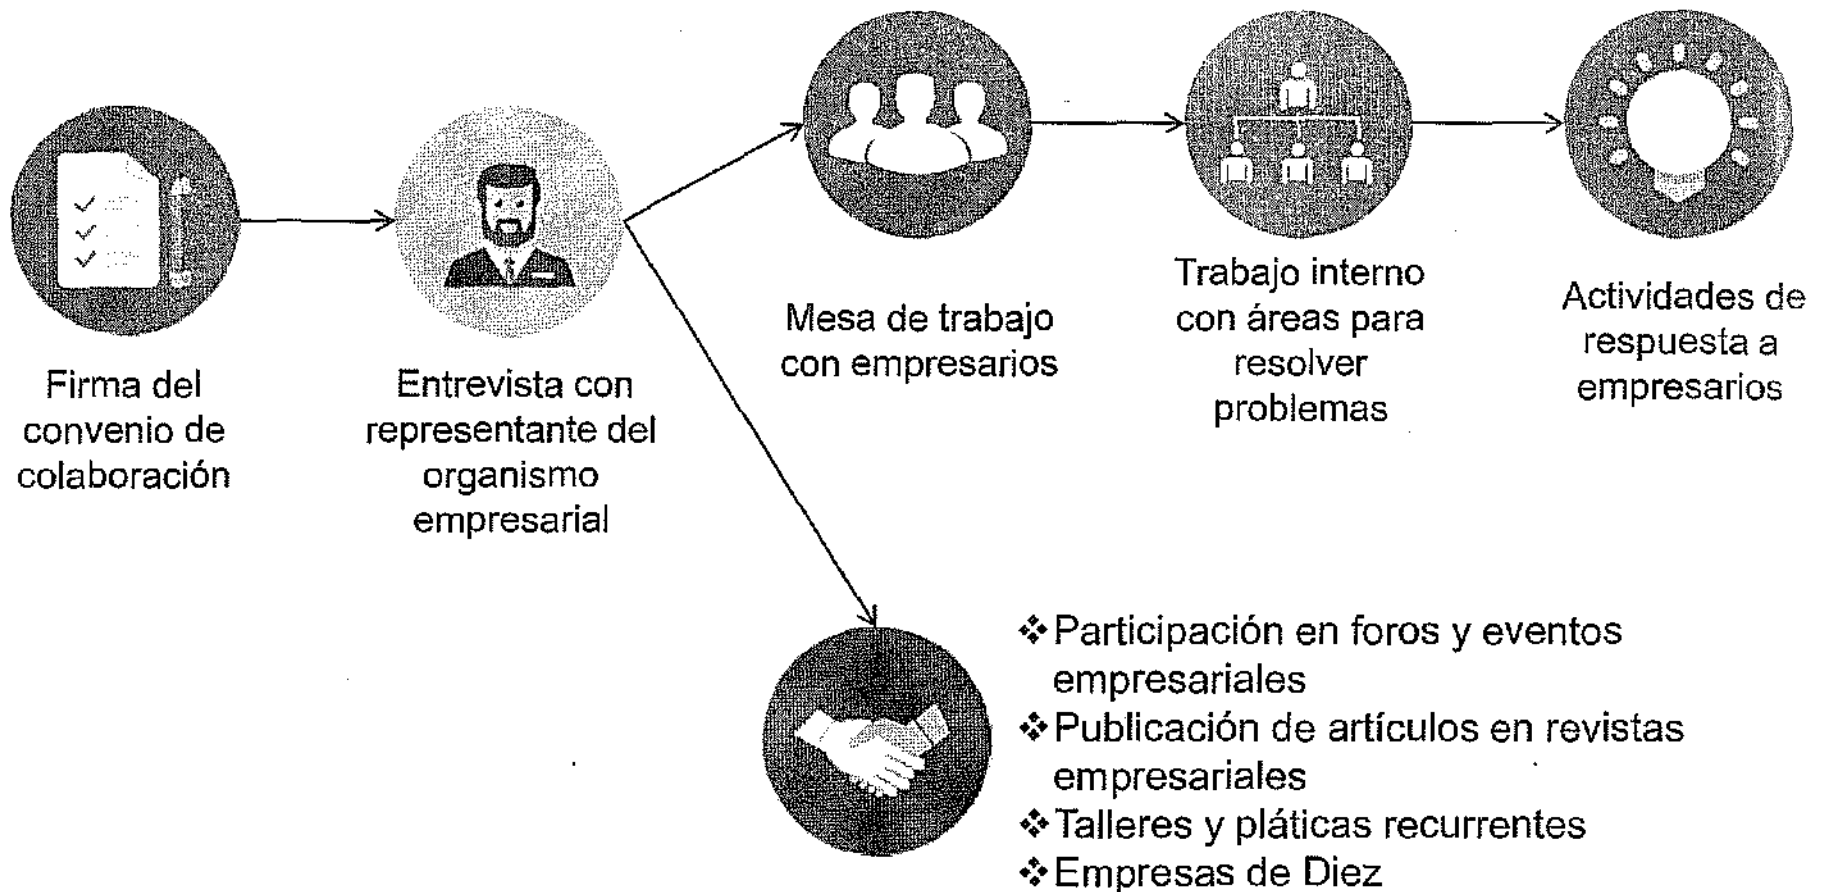 Firma del
convenio de
colaboración
Entrevista con
representante del
organismo
empresarial
Mesa de trabajo
con empresarios
Trabajo interno
con áreas para
resolver
problemas
Actividades de
respuesta a
empresarios
❖Participación en foros y eventos
empresariales
❖Publicación de artículos en revistas
empresariales
❖Talleres y pláticas recurrentes
❖Empresas de Diez